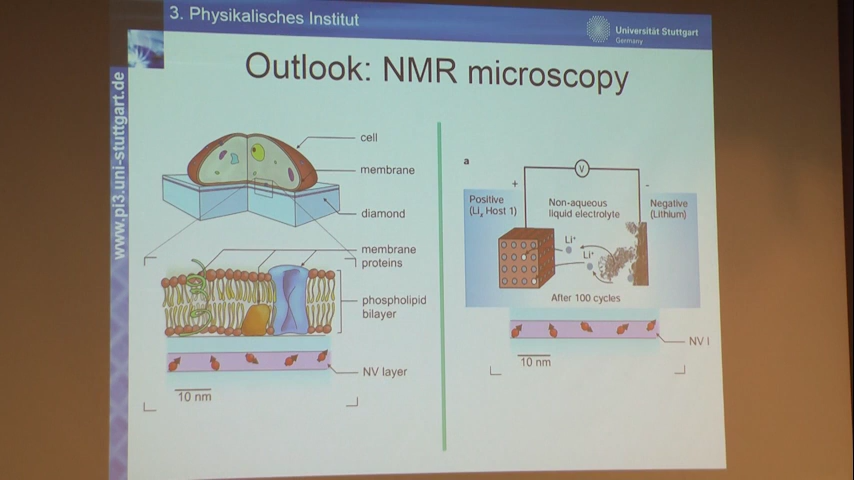 3. Physikalisches Institut
Universität Stuttgart
Germany
www.pi3.uni-stuttgart.de
Outlook: NMR microscopy
cell
membrane
diamond
membrane
proteins
phospholipid
bilayer
NV layer
10 nm
a
V
+
-
Positive
(Liₓ Host 1)
Non-aqueous
liquid electrolyte
Negative
(Lithium)
Li⁺
Li⁺
After 100 cycles
NV l
10 nm